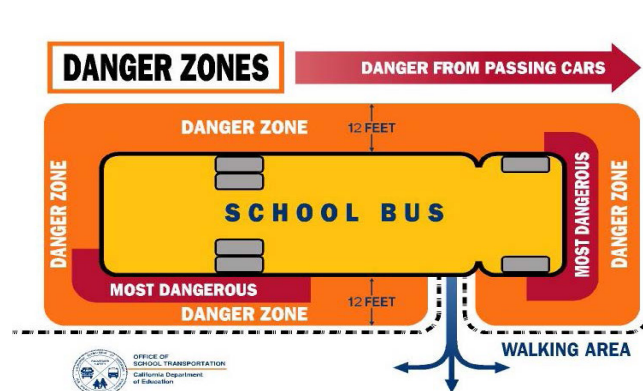 DANGER ZONES
DANGER FROM PASSING CARS
DANGER ZONE
12 FEET
DANGER ZONE
SCHOOL BUS
MOST DANGEROUS
DANGER ZONE
MOST DANGEROUS
DANGER ZONE
12 FEET
WALKING AREA
OFFICE OF
SCHOOL TRANSPORTATION
California Department
of Education